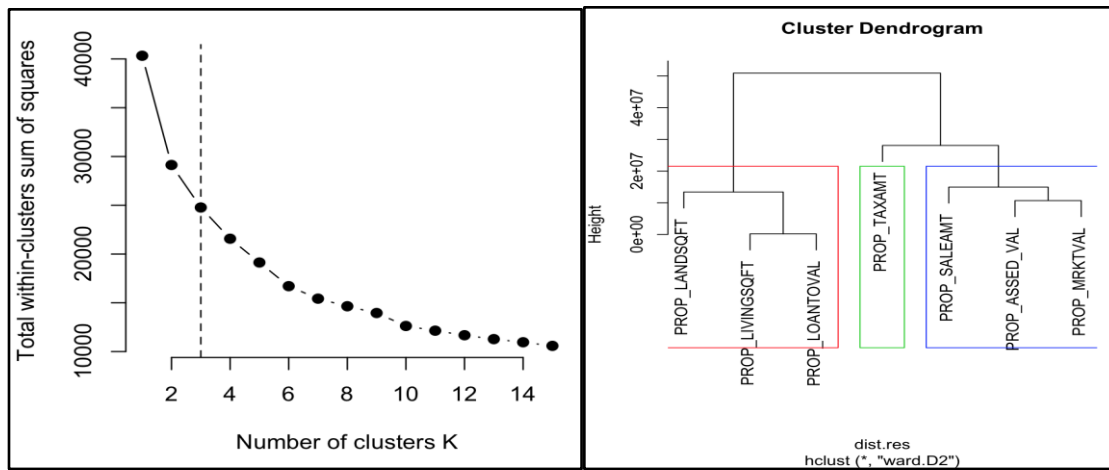 Total within-clusters sum of squares
40000
30000
20000
10000
2
4
6
8
10
12
14
Number of clusters K
Cluster Dendrogram
Height
4e+07
2e+07
0e+00
PROP_LANDSQFT
PROP_LIVINGSQFT
PROP_LOANTOVAL
PROP_TAXAMT
PROP_SALEAMT
PROP_ASSED_VAL
PROP_MRKTVAL
dist.res
hclust (*, "ward.D2")